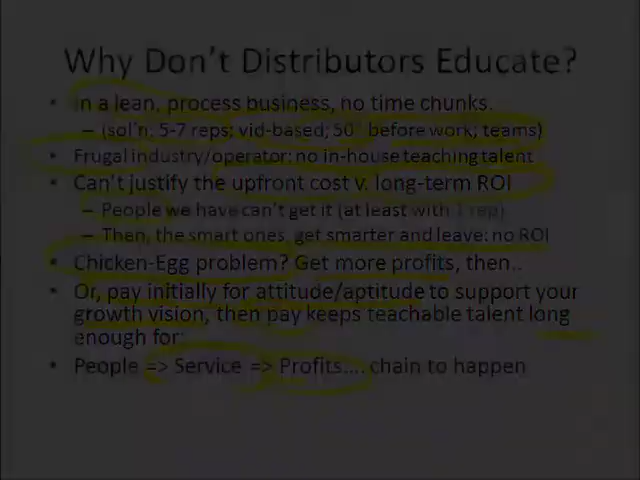 Why Don't Distributors Educate?
• In a lean, process business, no time chunks.
– (sol'n: 5-7 reps; vid-based; 50" before work; teams)
• Frugal industry/operator: no in-house teaching talent
• Can't justify the upfront cost v. long-term ROI
– People we have can't get it (at least with 1 rep)
– Then, the smart ones, get smarter and leave: no ROI
• Chicken-Egg problem? Get more profits, then..
• Or, pay initially for attitude/aptitude to support your
growth vision, then pay keeps teachable talent long
enough for:
• People => Service => Profits.... chain to happen